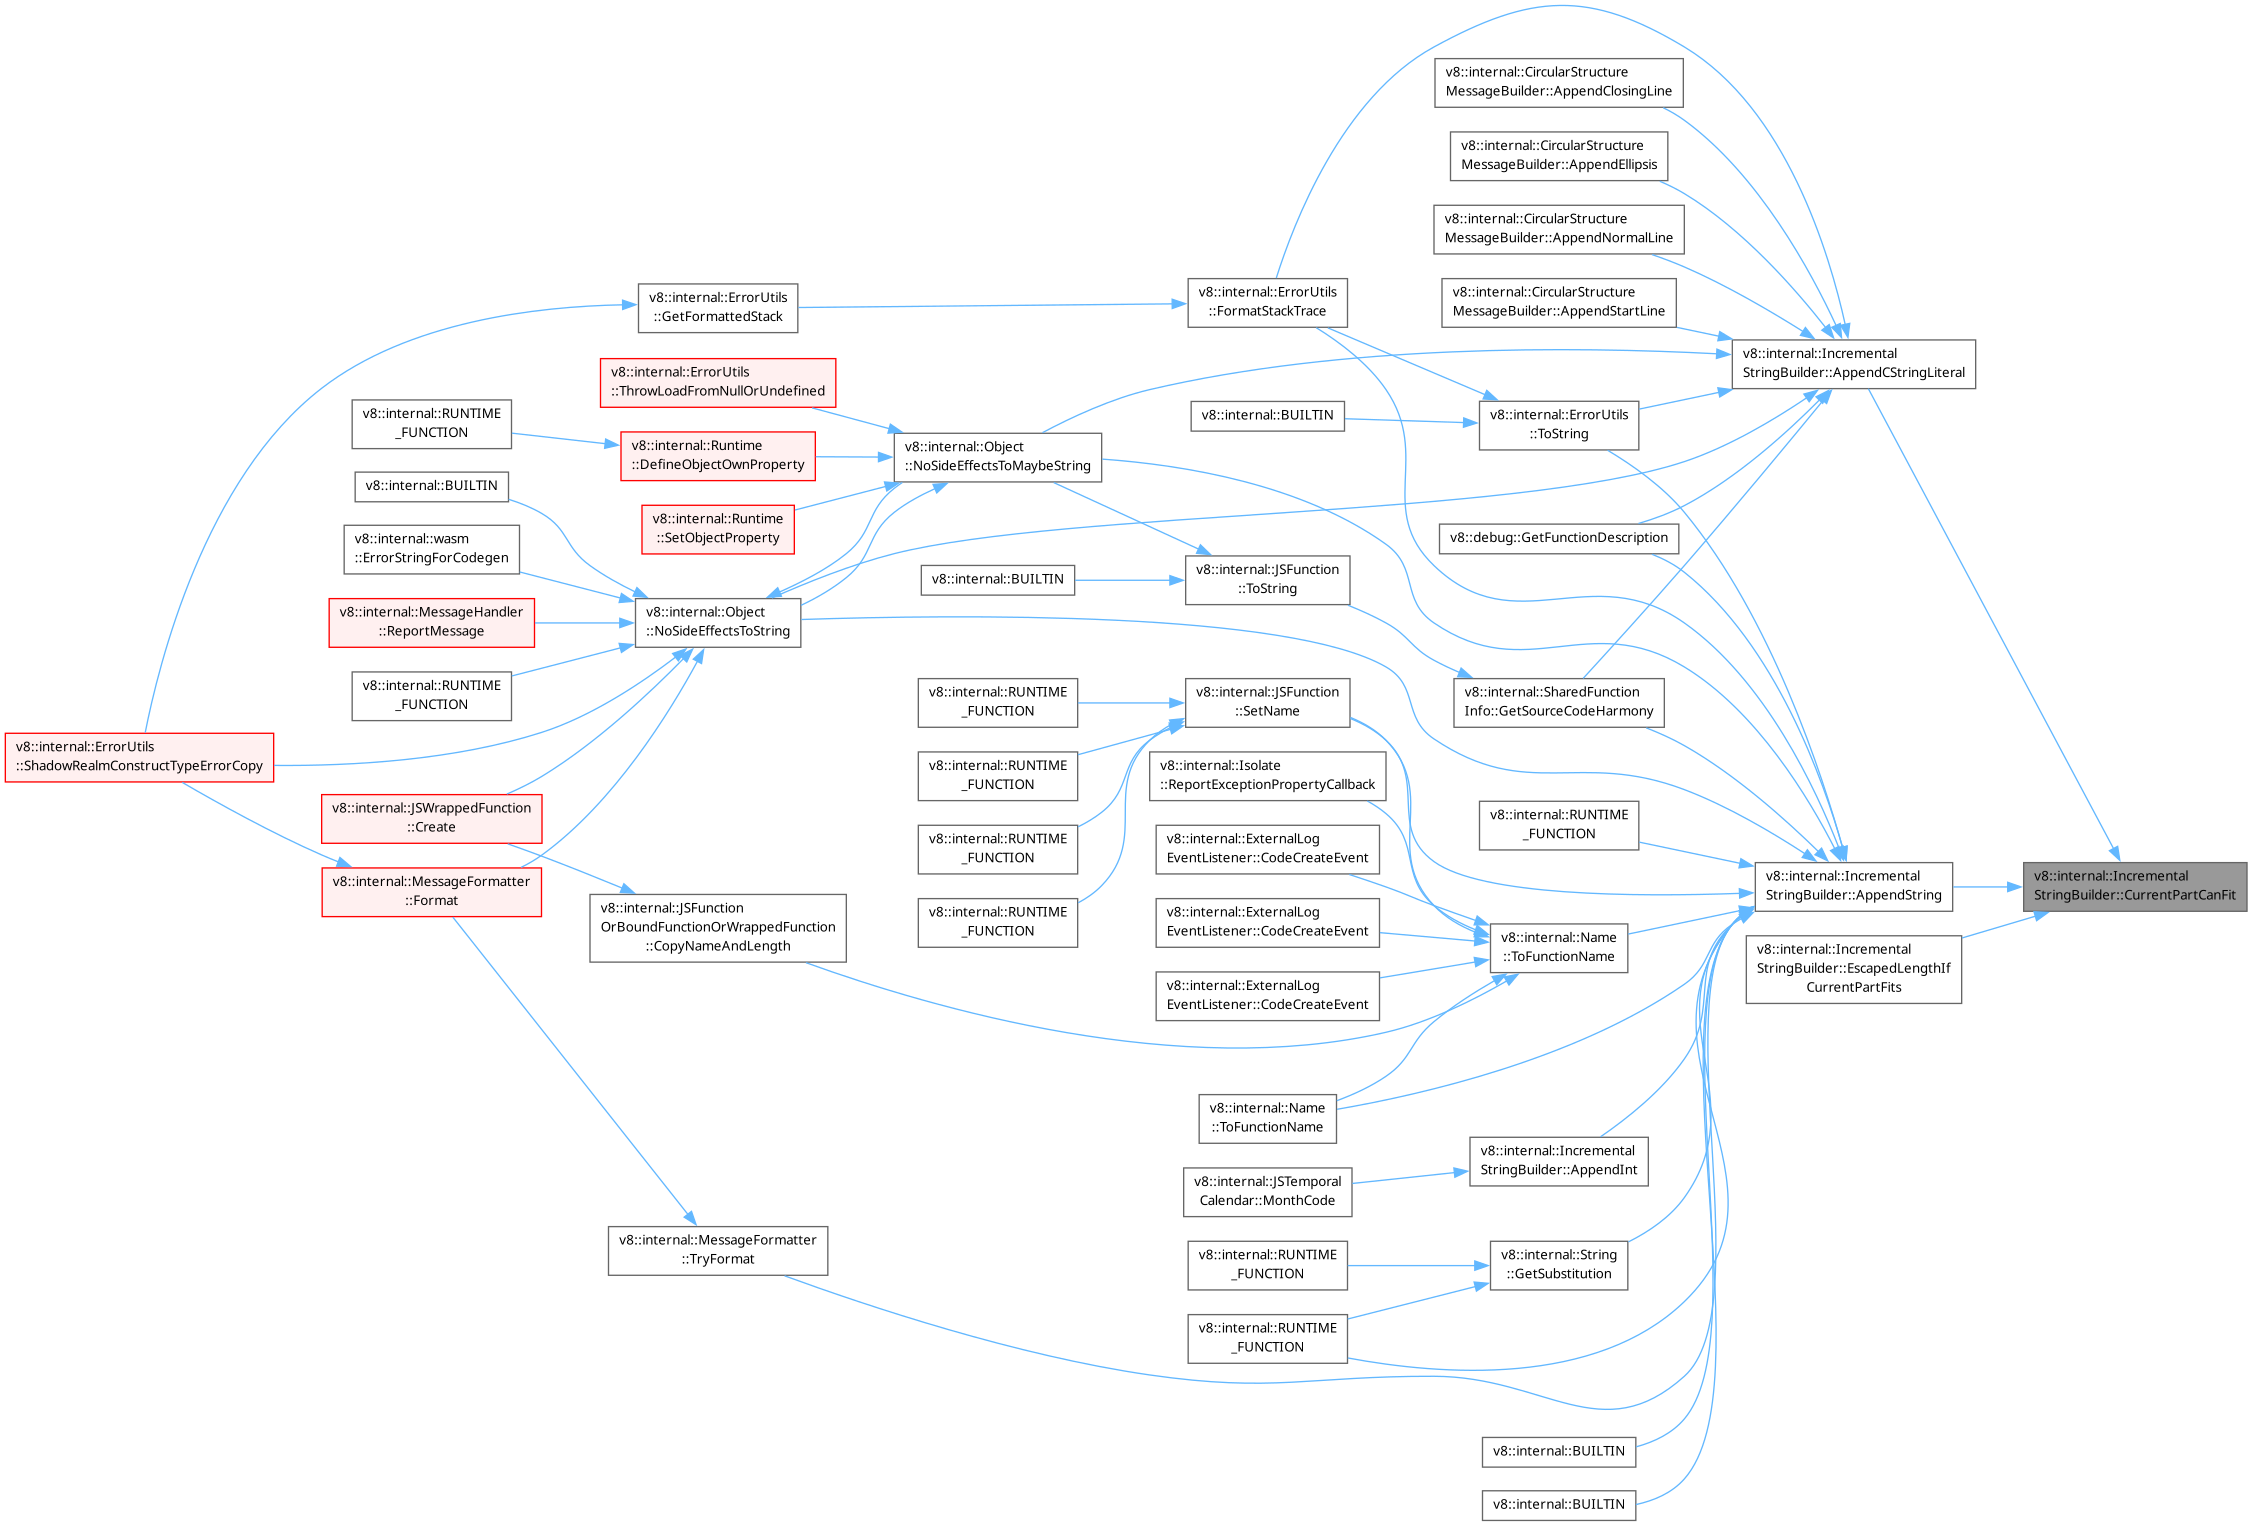 v8::internal::CircularStructure
MessageBuilder::AppendClosingLine
v8::internal::CircularStructure
MessageBuilder::AppendEllipsis
v8::internal::CircularStructure
MessageBuilder::AppendNormalLine
v8::internal::CircularStructure
MessageBuilder::AppendStartLine
v8::internal::ErrorUtils
::GetFormattedStack
v8::internal::ErrorUtils
::FormatStackTrace
v8::internal::Incremental
StringBuilder::AppendCStringLiteral
v8::internal::ErrorUtils
::ThrowLoadFromNullOrUndefined
v8::internal::RUNTIME
_FUNCTION
v8::internal::BUILTIN
v8::internal::ErrorUtils
::ToString
v8::internal::Runtime
::DefineObjectOwnProperty
v8::internal::Object
::NoSideEffectsToMaybeString
v8::internal::BUILTIN
v8::internal::Runtime
::SetObjectProperty
v8::debug::GetFunctionDescription
v8::internal::wasm
::ErrorStringForCodegen
v8::internal::BUILTIN
v8::internal::JSFunction
::ToString
v8::internal::MessageHandler
::ReportMessage
v8::internal::Object
::NoSideEffectsToString
v8::internal::RUNTIME
_FUNCTION
v8::internal::RUNTIME
_FUNCTION
v8::internal::JSFunction
::SetName
v8::internal::SharedFunction
Info::GetSourceCodeHarmony
v8::internal::ErrorUtils
::ShadowRealmConstructTypeErrorCopy
v8::internal::RUNTIME
_FUNCTION
v8::internal::Isolate
::ReportExceptionPropertyCallback
v8::internal::JSWrappedFunction
::Create
v8::internal::RUNTIME
_FUNCTION
v8::internal::ExternalLog
EventListener::CodeCreateEvent
v8::internal::RUNTIME
_FUNCTION
v8::internal::MessageFormatter
::Format
v8::internal::Incremental
StringBuilder::AppendString
v8::internal::Incremental
StringBuilder::CurrentPartCanFit
v8::internal::JSFunction
OrBoundFunctionOrWrappedFunction
::CopyNameAndLength
v8::internal::RUNTIME
_FUNCTION
v8::internal::ExternalLog
EventListener::CodeCreateEvent
v8::internal::Name
::ToFunctionName
v8::internal::Incremental
StringBuilder::EscapedLengthIf
CurrentPartFits
v8::internal::ExternalLog
EventListener::CodeCreateEvent
v8::internal::Name
::ToFunctionName
v8::internal::Incremental
StringBuilder::AppendInt
v8::internal::JSTemporal
Calendar::MonthCode
v8::internal::MessageFormatter
::TryFormat
v8::internal::RUNTIME
_FUNCTION
v8::internal::String
::GetSubstitution
v8::internal::RUNTIME
_FUNCTION
v8::internal::BUILTIN
v8::internal::BUILTIN